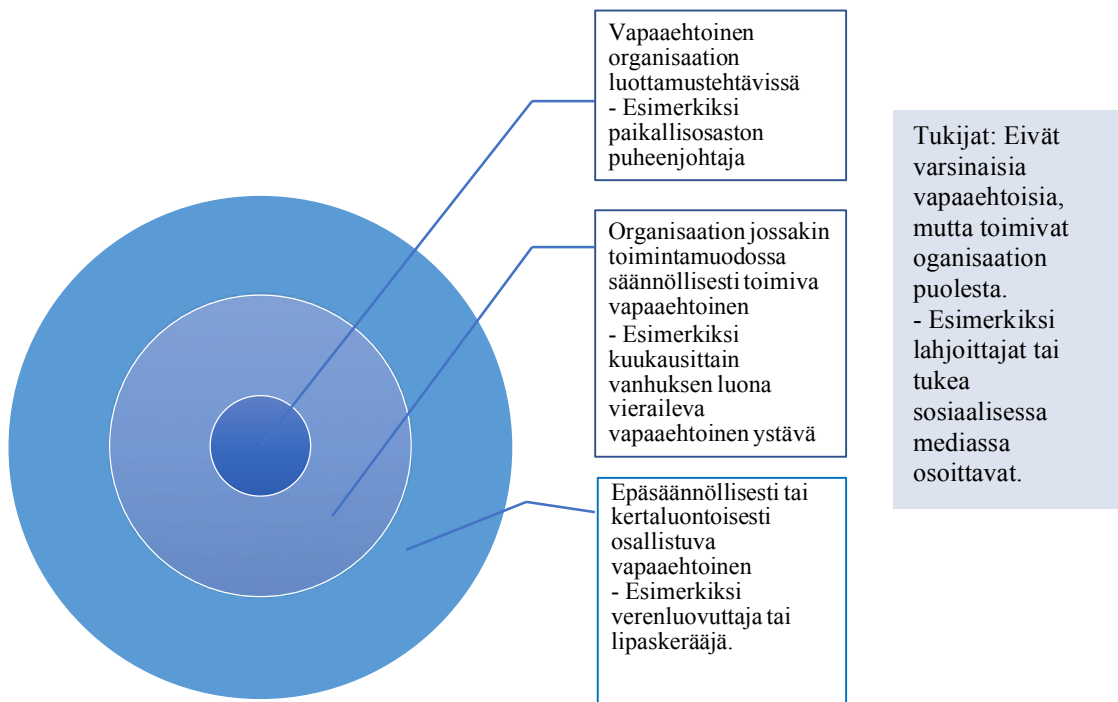 Vapaaehtoinen
organisaation
luottamustehtävissä
- Esimerkiksi
paikallisosaston
puheenjohtaja
Organisaation jossakin
toimintamuodossa
säännöllisesti toimiva
vapaaehtoinen
- Esimerkiksi
kuukausittain
vanhuksen luona
vieraileva
vapaaehtoinen ystävä
Epäsäännöllisesti tai
kertaluontoisesti
osallistuva
vapaaehtoinen
- Esimerkiksi
verenluovuttaja tai
lipaskerääjä.
Tukijat: Eivät
varsinaisia
vapaaehtoisia,
mutta toimivat
oganisaation
puolesta.
- Esimerkiksi
lahjoittajat tai
tukea
sosiaalisessa
mediassa
osoittavat.